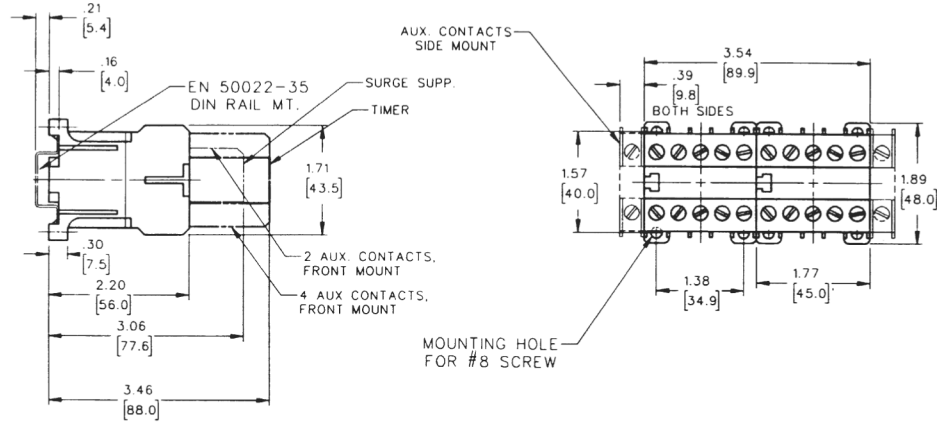 .21
[5.4]
.16
[4.0]
EN 50022-35
DIN RAIL MT.
SURGE SUPP.
TIMER
1.71
[43.5]
.30
[7.5]
2 AUX. CONTACTS,
FRONT MOUNT
2.20
[56.0]
4 AUX CONTACTS,
FRONT MOUNT
3.06
[77.6]
3.46
[88.0]
AUX. CONTACTS
SIDE MOUNT
3.54
[89.9]
.39
[9.8]
BOTH SIDES
1.57
[40.0]
1.89
[48.0]
1.38
[34.9]
1.77
[45.0]
MOUNTING HOLE
FOR #8 SCREW